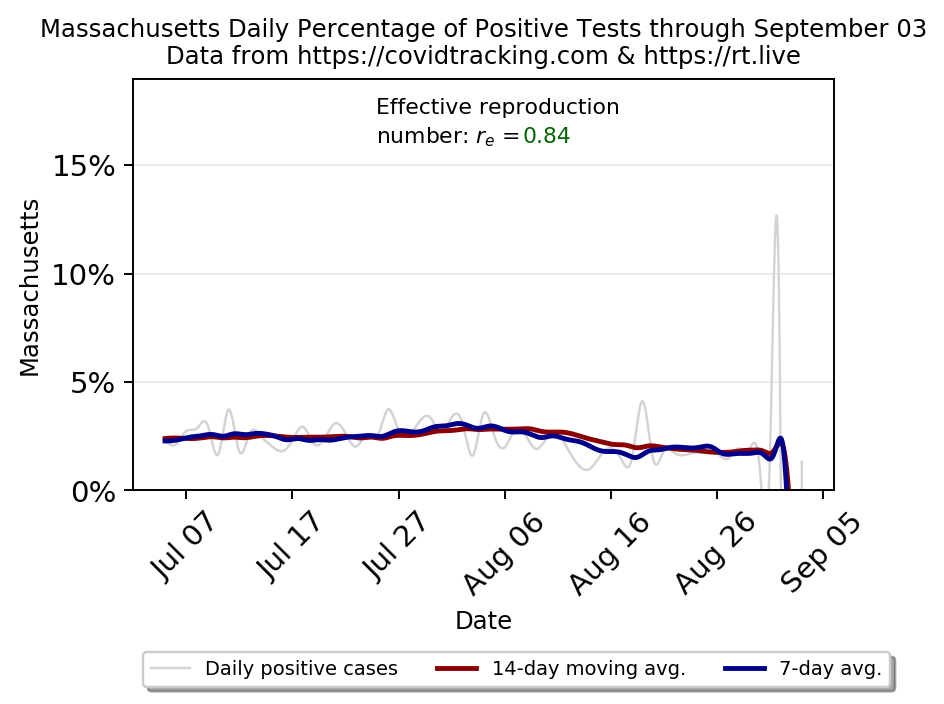 Massachusetts Daily Percentage of Positive Tests through September 03
Data from https://covidtracking.com & https://rt.live
Effective reproduction
number: rₑ =0.84
15%
10%
5%
0%
Massachusetts
Jul 07
Jul 17
Jul 27
Aug 06
Aug 16
Aug 26
Sep 05
Date
Daily positive cases
14-day moving avg.
7-day avg.